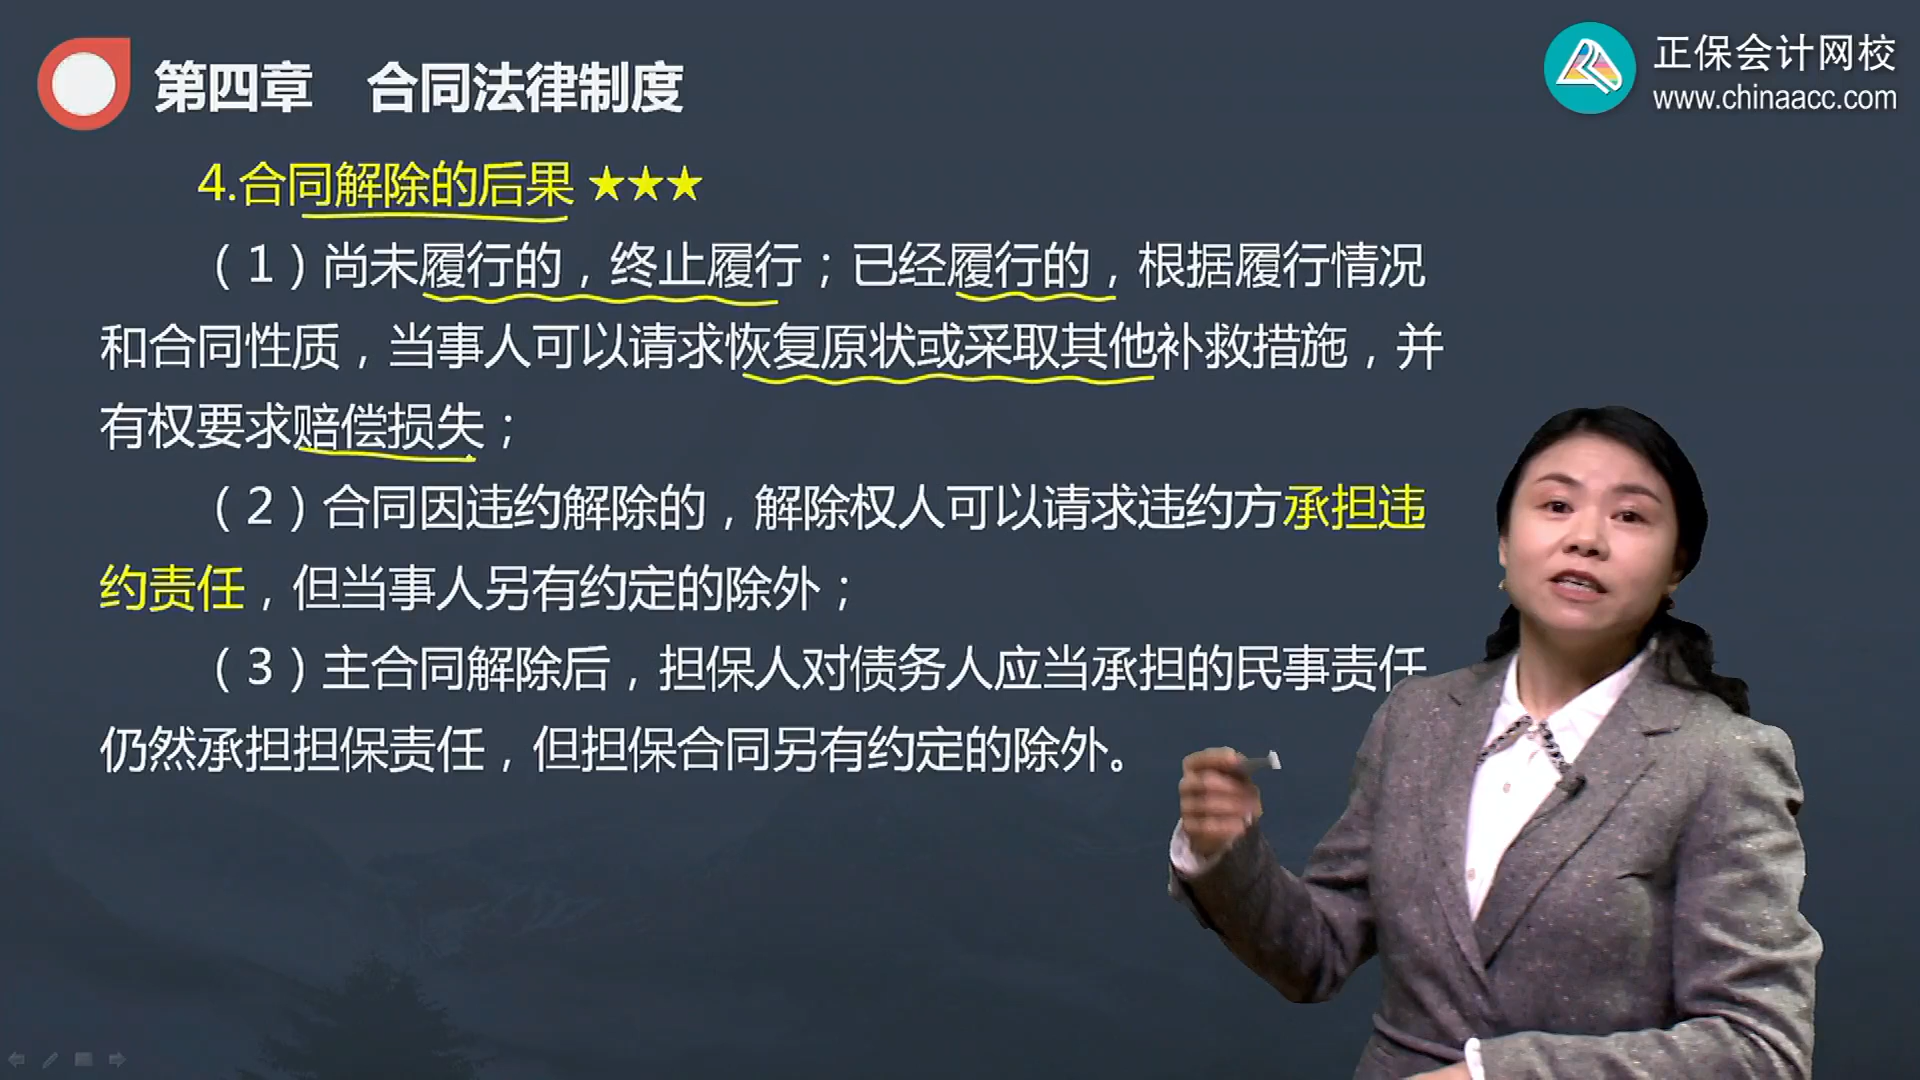 第四章 合同法律制度
正保会计网校
www.chinaacc.com
4.合同解除的后果 ★★★
（1）尚未履行的，终止履行；已经履行的，根据履行情况
和合同性质，当事人可以请求恢复原状或采取其他补救措施，并
有权要求赔偿损失；
（2）合同因违约解除的，解除权人可以请求违约方承担违
约责任，但当事人另有约定的除外；
（3）主合同解除后，担保人对债务人应当承担的民事责任
仍然承担担保责任，但担保合同另有约定的除外。